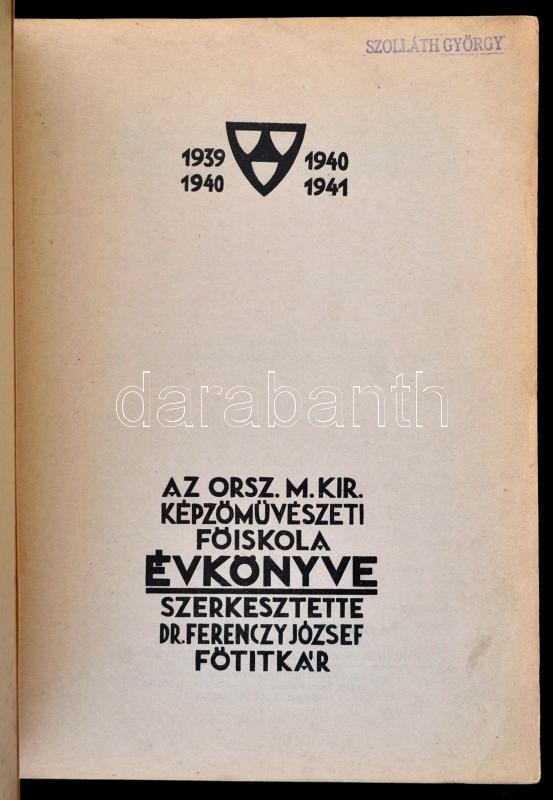 SZOLLÁTH GYÖRGY
1939 1940
1940 1941
darabanth
AZ ORSZ. M. KIR.
KÉPZŐMŰVÉSZETI
FŐISKOLA
ÉVKÖNYVE
SZERKESZTETTE
DR. FERENCZY JÓZSEF
FŐTITKÁR